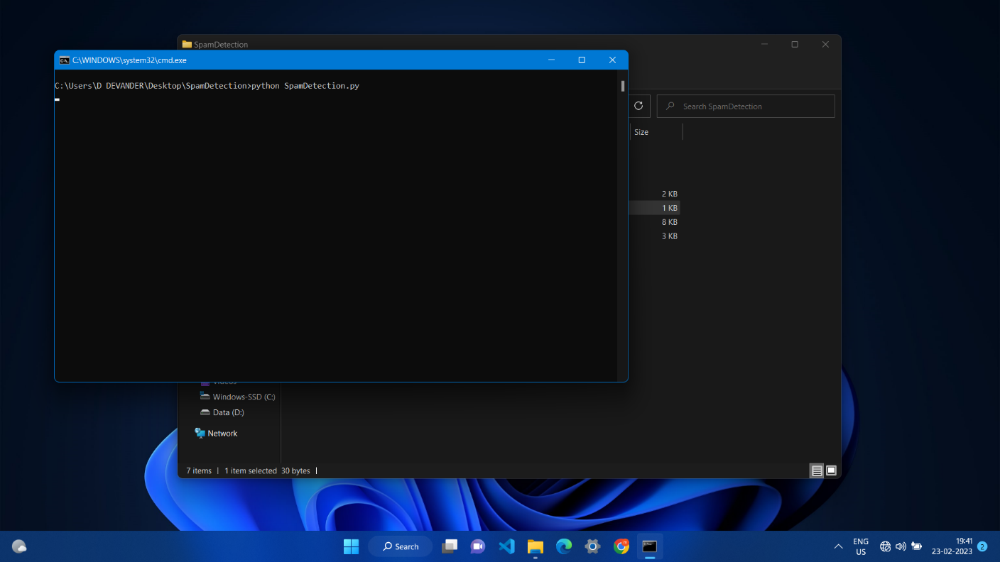 SpamDetection
C:\WINDOWS\system32\cmd.exe
C:\Users\D DEVANDER\Desktop\SpamDetection>python SpamDetection.py
Search SpamDetection
Size
2 KB
1 KB
8 KB
3 KB
Videos
Windows-SSD (C:)
Data (D:)
Network
7 items | 1 item selected 30 bytes |
Search
ENG
US
19:41
23-02-2023
2